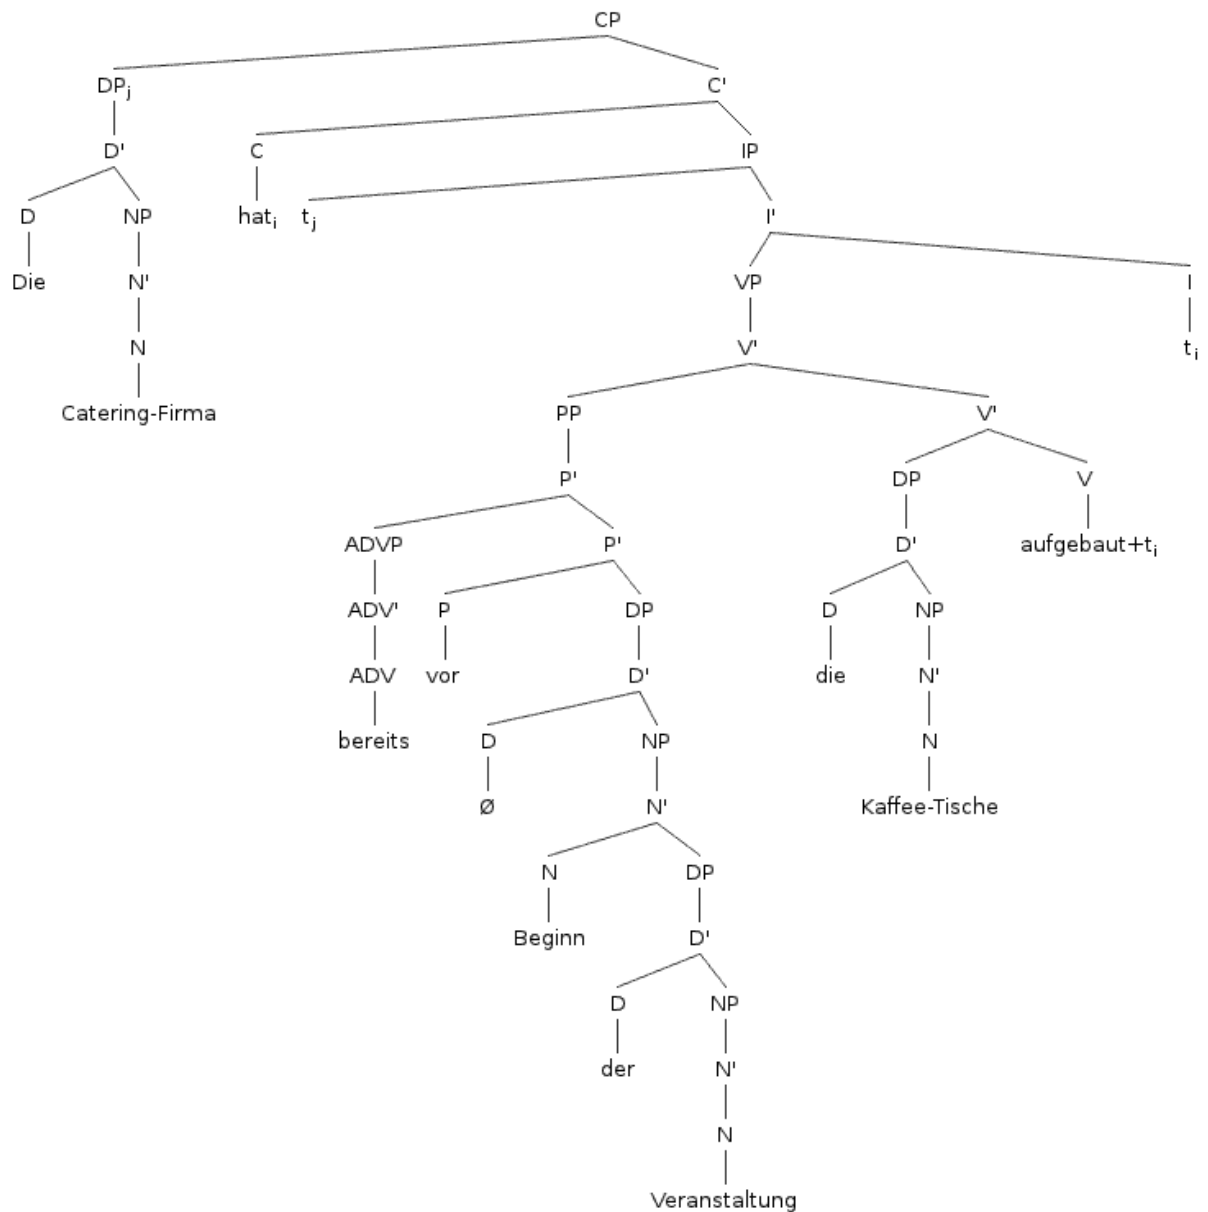 CP
DPj C'
D' C IP
D NP hati tj I'
Die N' VP I
N V' ti
Catering-Firma PP V'
P' DP V
ADVP P' D' aufgebaut+ti
ADV' P DP D NP
ADV vor D' die N'
bereits D NP N
Ø N' Kaffee-Tische
N DP
Beginn D'
D NP
der N'
N
Veranstaltung